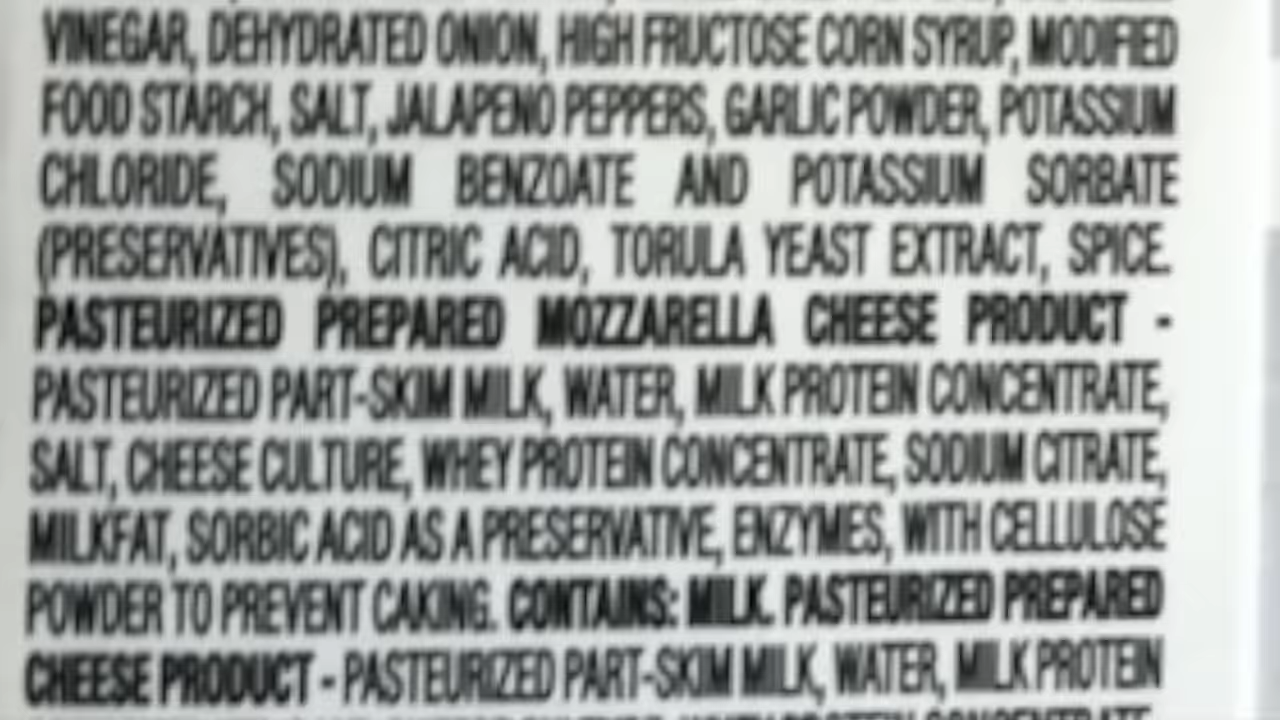 VINEGAR, DEHYDRATED ONION, HIGH FRUCTOSE CORN SYRUP, MODIFIED
FOOD STARCH, SALT, JALAPENO PEPPERS, GARLIC POWDER, POTASSIUM
CHLORIDE, SODIUM BENZOATE AND POTASSIUM SORBATE
(PRESERVATIVES), CITRIC ACID, TORULA YEAST EXTRACT, SPICE.
PASTEURIZED PREPARED MOZZARELLA CHEESE PRODUCT -
PASTEURIZED PART-SKIM MILK, WATER, MILK PROTEIN CONCENTRATE,
SALT, CHEESE CULTURE, WHEY PROTEIN CONCENTRATE, SODIUM CITRATE,
MILKFAT, SORBIC ACID AS A PRESERVATIVE, ENZYMES, WITH CELLULOSE
POWDER TO PREVENT CAKING. CONTAINS: MILK. PASTEURIZED PREPARED
CHEESE PRODUCT - PASTEURIZED PART-SKIM MILK, WATER, MILK PROTEIN